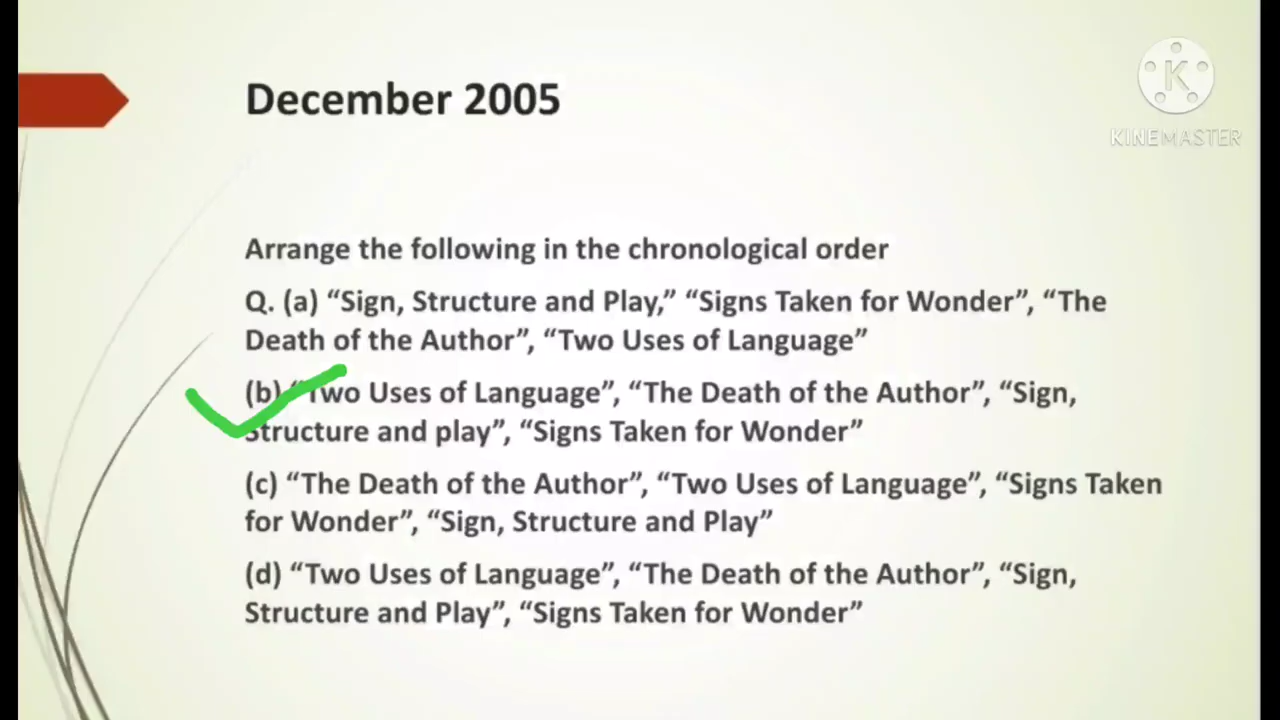 December 2005
K
KINEMASTER
Arrange the following in the chronological order
Q. (a) “Sign, Structure and Play,” “Signs Taken for Wonder”, “The
Death of the Author”, “Two Uses of Language”
(b) “Two Uses of Language”, “The Death of the Author”, “Sign,
Structure and play”, “Signs Taken for Wonder”
(c) “The Death of the Author”, “Two Uses of Language”, “Signs Taken
for Wonder”, “Sign, Structure and Play”
(d) “Two Uses of Language”, “The Death of the Author”, “Sign,
Structure and Play”, “Signs Taken for Wonder”